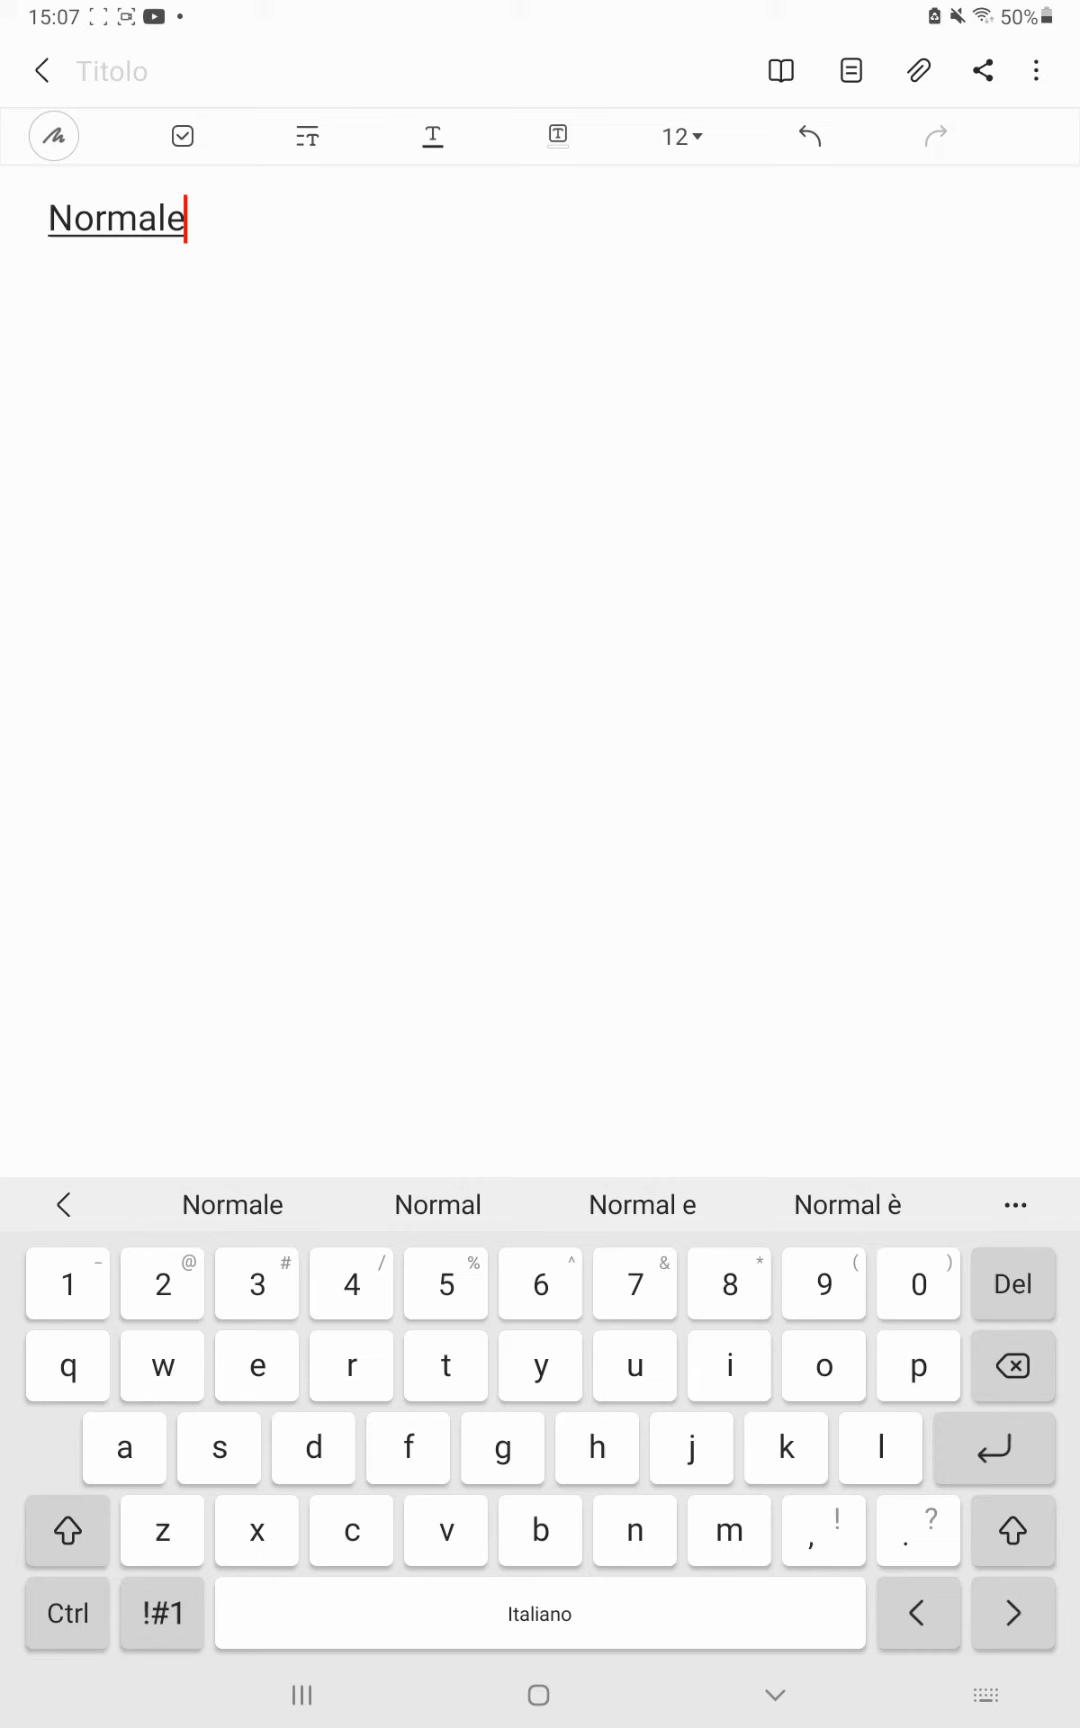 15:07 50%
Titolo
12
Normale
Normale Normal Normal e Normal è ...
1 - 2 @ 3 # 4 / 5 % 6 ^ 7 & 8 * 9 ( 0 ) Del
q w e r t y u i o p
a s d f g h j k l
z x c v b n m , ! . ?
Ctrl !#1 Italiano < >